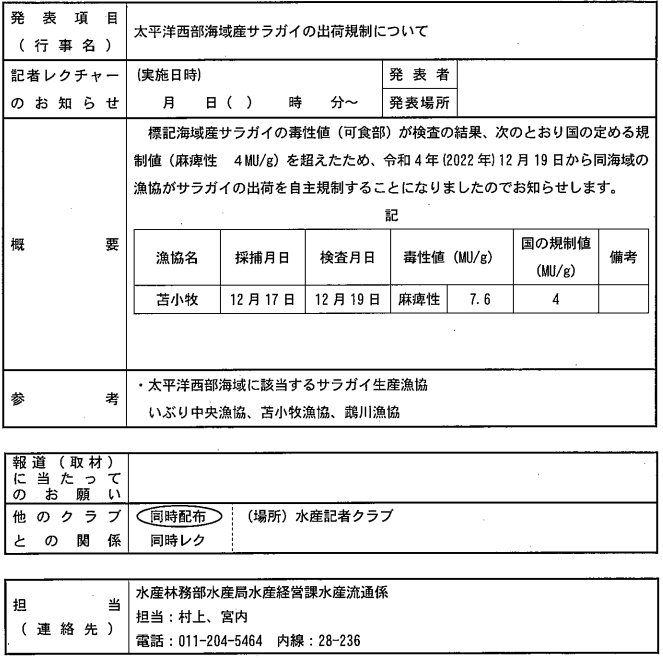 発表項目
(行事名)
太平洋西部海域産サラガイの出荷規制について
記者レクチャー
のお知らせ
(実施日時)
月　日(　)　時　分～
発表者
発表場所
概要
標記海域産サラガイの毒性値(可食部)が検査の結果、次のとおり国の定める規
制値(麻痺性　4MU/g)を超えたため、令和4年(2022年)12月19日から同海域の
漁協がサラガイの出荷を自主規制することになりましたのでお知らせします。
記
漁協名　採捕月日　検査月日　毒性値(MU/g)　国の規制値(MU/g)　備考
苫小牧　12月17日　12月19日　麻痺性　7.6　4
参考
・太平洋西部海域に該当するサラガイ生産漁協
いぶり中央漁協、苫小牧漁協、鵡川漁協
報道(取材)
に当たって
のお願い
他のクラブ
との関係
同時配布
同時レク
(場所)水産記者クラブ
担当
(連絡先)
水産林務部水産局水産経営課水産流通係
担当：村上、宮内
電話：011-204-5464　内線：28-236